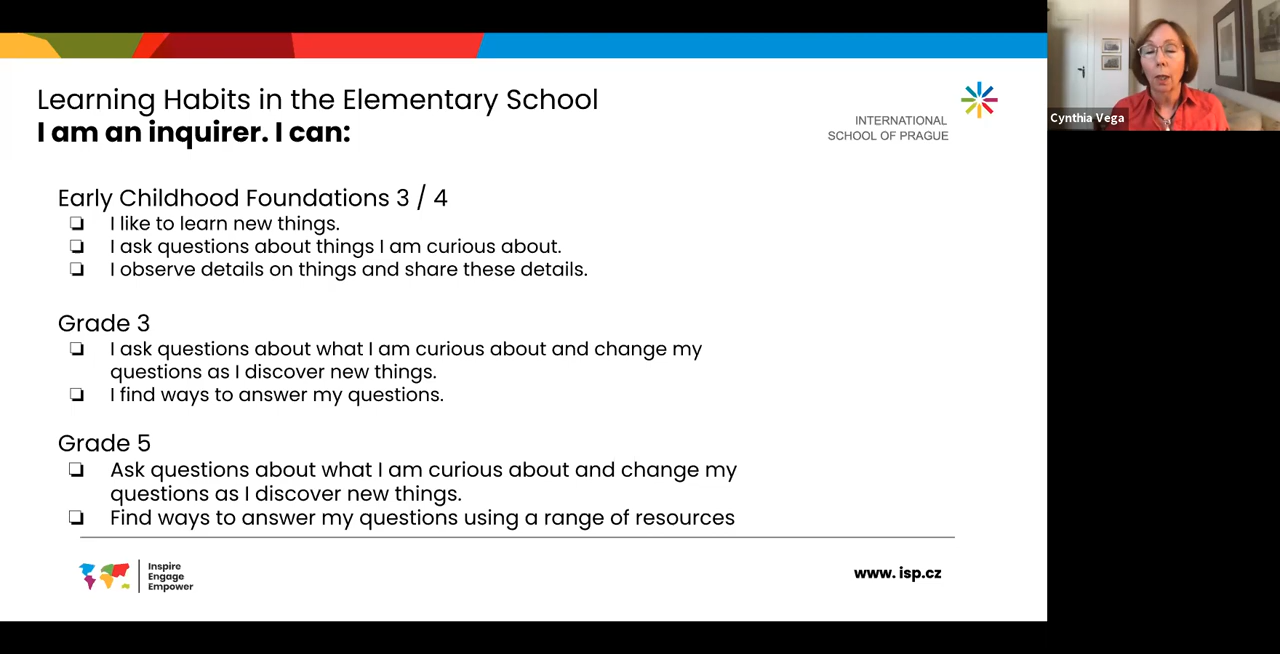 Learning Habits in the Elementary School
I am an inquirer. I can:
INTERNATIONAL
SCHOOL OF PRAGUE
Cynthia Vega
Early Childhood Foundations 3 / 4
❏ I like to learn new things.
❏ I ask questions about things I am curious about.
❏ I observe details on things and share these details.
Grade 3
❏ I ask questions about what I am curious about and change my
questions as I discover new things.
❏ I find ways to answer my questions.
Grade 5
❏ Ask questions about what I am curious about and change my
questions as I discover new things.
❏ Find ways to answer my questions using a range of resources
Inspire
Engage
Empower
www. isp.cz